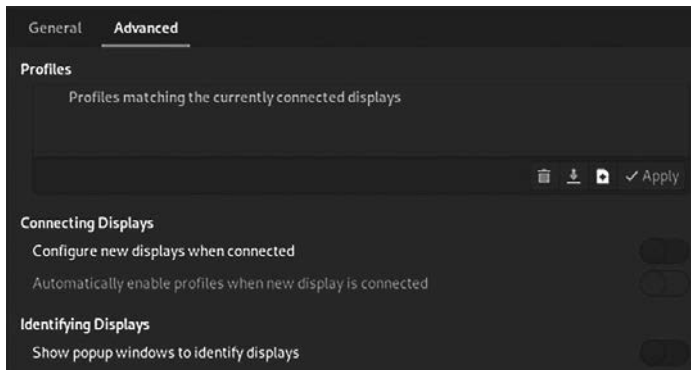 General Advanced
Profiles
Profiles matching the currently connected displays
Apply
Connecting Displays
Configure new displays when connected
Automatically enable profiles when new display is connected
Identifying Displays
Show popup windows to identify displays